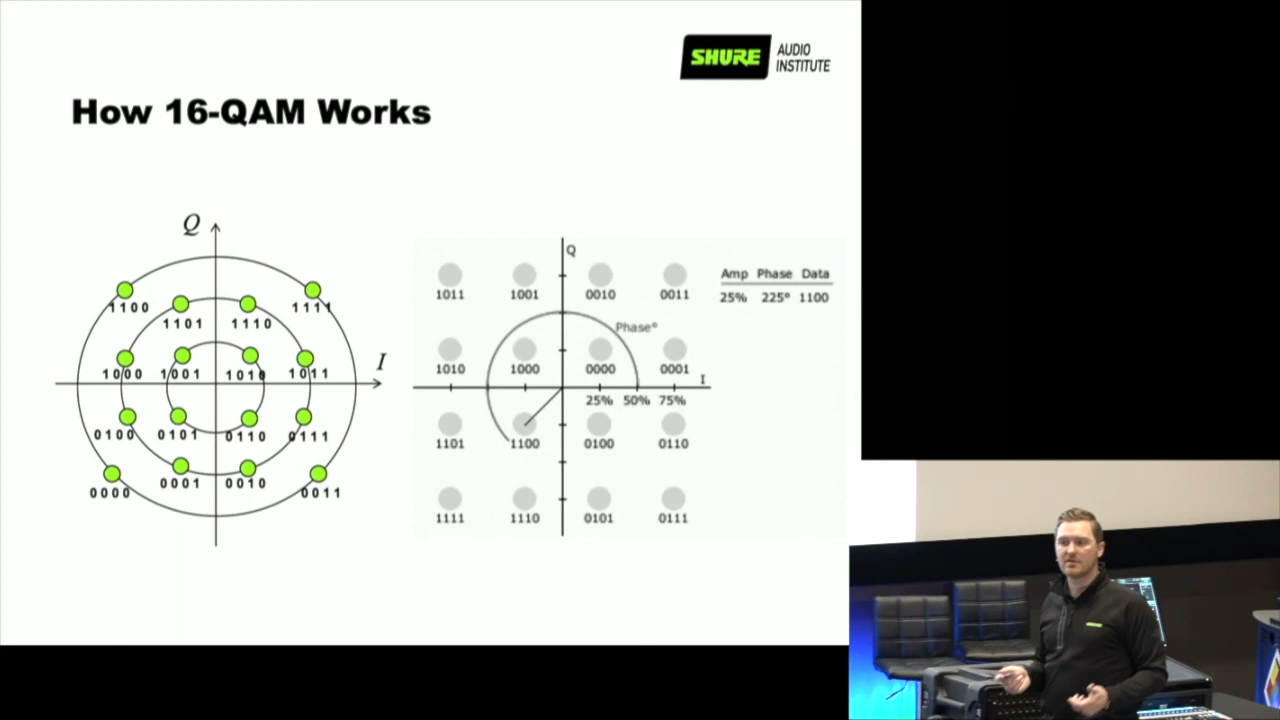 SHURE
AUDIO
INSTITUTE
How 16-QAM Works
Q
I
1100
1111
1101
1110
1000
1001
1010
1011
0100
0101
0110
0111
0000
0001
0010
0011
Q
1011
1001
0010
0011
Phase°
1010
1000
0000
0001
I
25% 50% 75%
1101
1100
0100
0110
1111
1110
0101
0111
Amp Phase Data
25% 225° 1100